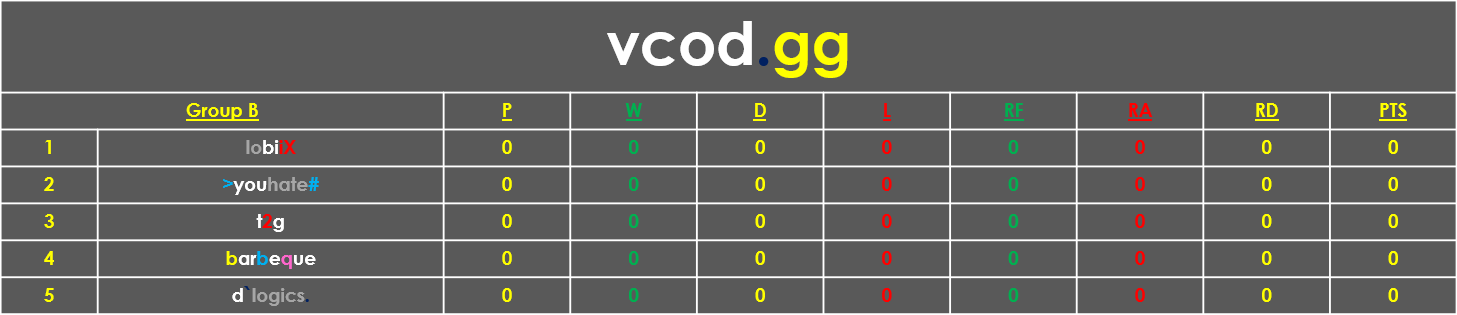 vcod.gg
Group B P W D L RF RA RD PTS
1 lobiiX 0 0 0 0 0 0 0 0
2 >youhate# 0 0 0 0 0 0 0 0
3 t2g 0 0 0 0 0 0 0 0
4 barbeque 0 0 0 0 0 0 0 0
5 d`logics. 0 0 0 0 0 0 0 0